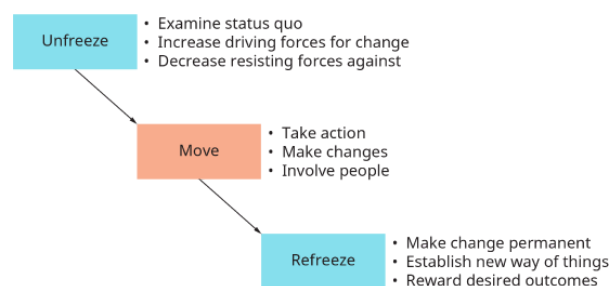 Unfreeze
• Examine status quo
• Increase driving forces for change
• Decrease resisting forces against
Move
• Take action
• Make changes
• Involve people
Refreeze
• Make change permanent
• Establish new way of things
• Reward desired outcomes